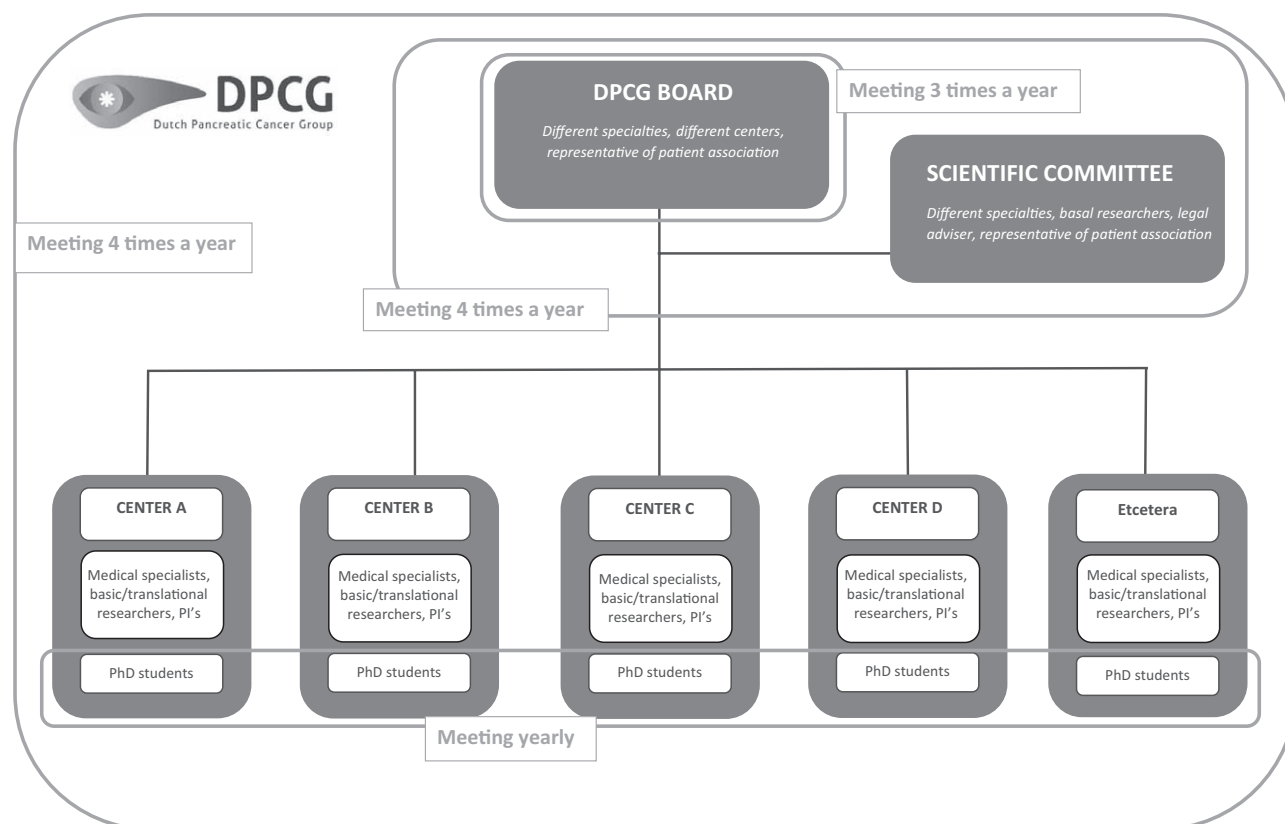 DPCG
Dutch Pancreatic Cancer Group
DPCG BOARD
Different specialties, different centers,
representative of patient association
Meeting 3 times a year
SCIENTIFIC COMMITTEE
Different specialties, basal researchers, legal
adviser, representative of patient association
Meeting 4 times a year
Meeting 4 times a year
CENTER A
Medical specialists,
basic/translational
researchers, PI's
PhD students
CENTER B
Medical specialists,
basic/translational
researchers, PI's
PhD students
CENTER C
Medical specialists,
basic/translational
researchers, PI's
PhD students
CENTER D
Medical specialists,
basic/translational
researchers, PI's
PhD students
Etcetera
Medical specialists,
basic/translational
researchers, PI's
PhD students
Meeting yearly